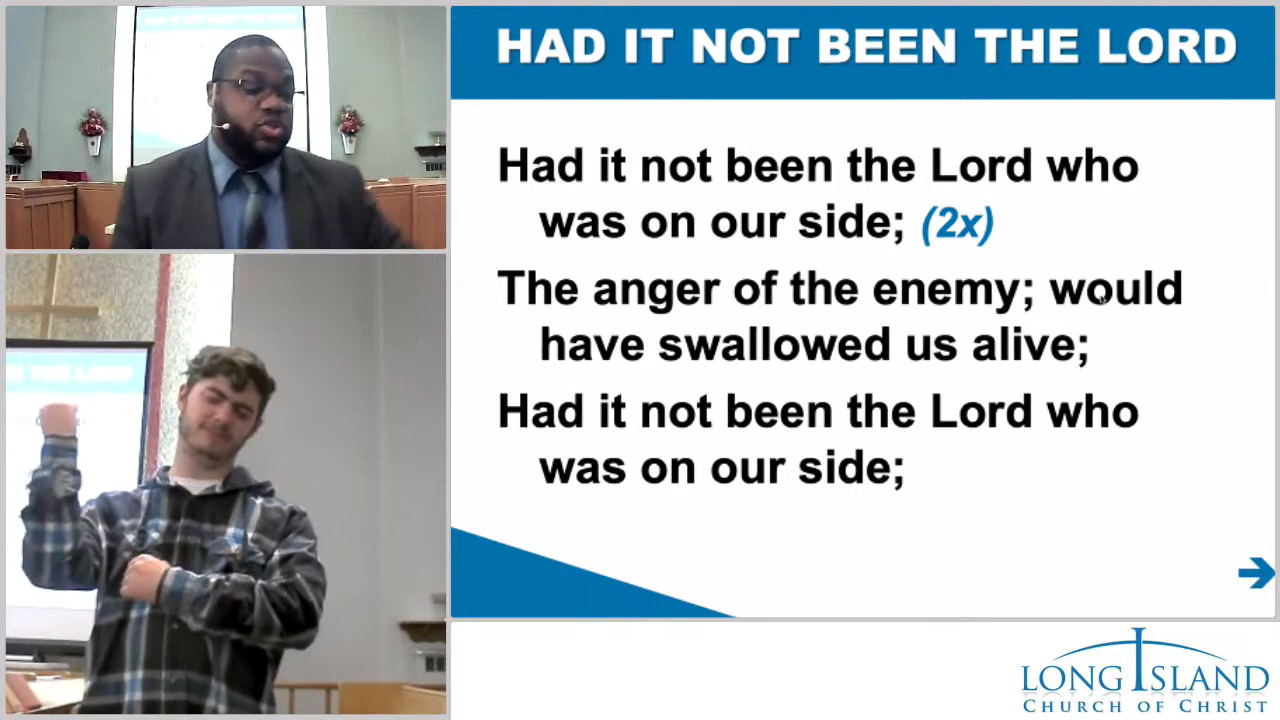 HAD IT NOT BEEN THE LORD
Had it not been the Lord who
was on our side; (2x)
The anger of the enemy; would
have swallowed us alive;
Had it not been the Lord who
was on our side;
LONG ISLAND
CHURCH OF CHRIST